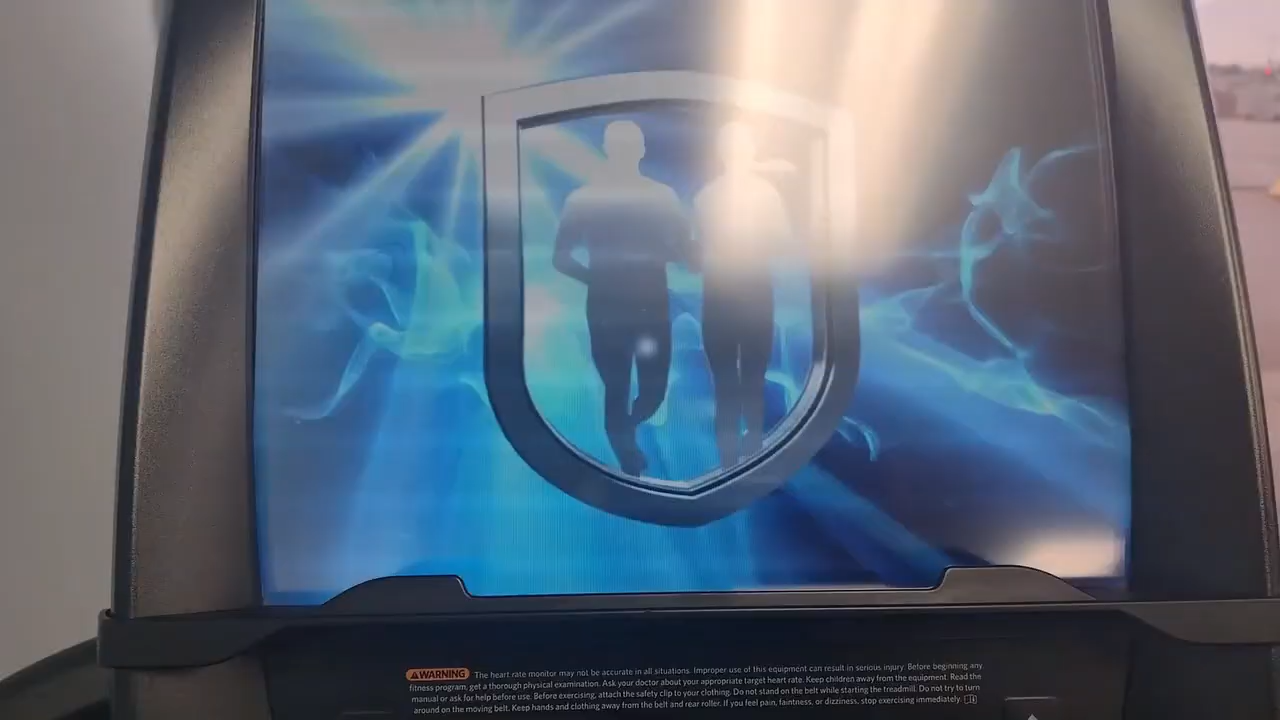 WARNING The heart rate monitor may not be accurate in all situations. Improper use of this equipment can result in serious injury. Before beginning any
fitness program, get a thorough physical examination. Ask your doctor about your appropriate target heart rate. Keep children away from the equipment. Read the
manual or ask for help before use. Before exercising, attach the safety clip to your clothing. Do not stand on the belt while starting the treadmill. Do not try to turn
around on the moving belt. Keep hands and clothing away from the belt and rear roller. If you feel pain, faintness, or dizziness, stop exercising immediately.